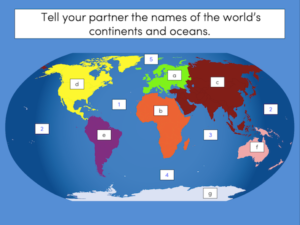 Tell your partner the names of the world's
continents and oceans.
5
d
a
c
1
b
2
2
e
3
f
4
g